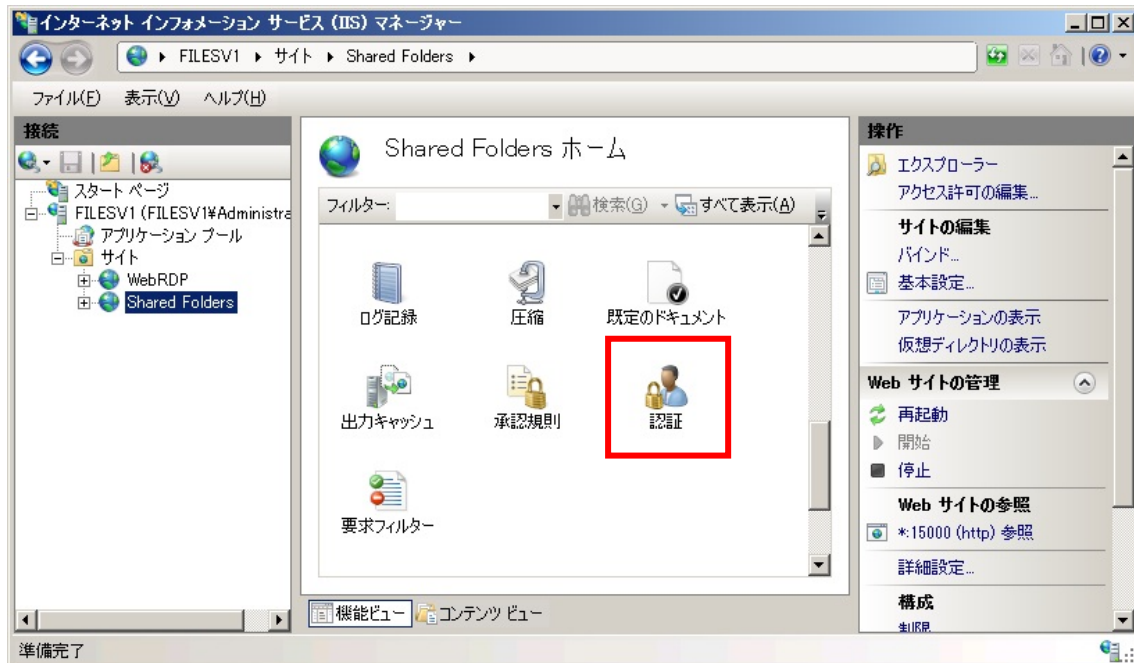 インターネット インフォメーション サービス (IIS) マネージャー
FILESV1 ▸ サイト ▸ Shared Folders ▸
ファイル(F) 表示(V) ヘルプ(H)
接続
スタート ページ
FILESV1 (FILESV1¥Administra
アプリケーション プール
サイト
WebRDP
Shared Folders
Shared Folders ホーム
フィルター: 検索(G) すべて表示(A)
ログ記録 圧縮 既定のドキュメント
出力キャッシュ 承認規則 認証
要求フィルター
機能ビュー コンテンツ ビュー
操作
エクスプローラー
アクセス許可の編集...
サイトの編集
バインド...
基本設定...
アプリケーションの表示
仮想ディレクトリの表示
Web サイトの管理
再起動
開始
停止
Web サイトの参照
*:15000 (http) 参照
詳細設定...
構成
制限
準備完了